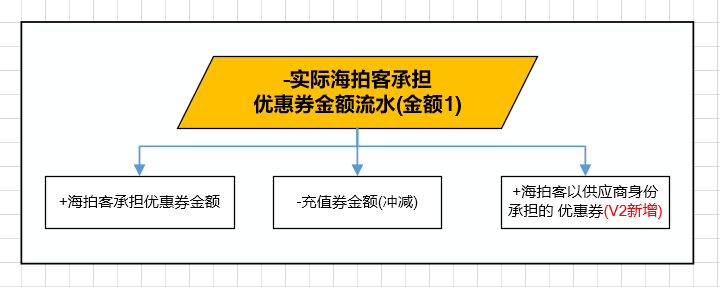 -实际海拍客承担
优惠券金额流水(金额1)
+海拍客承担优惠券金额
-充值券金额(冲减)
+海拍客以供应商身份
承担的 优惠券(V2新增)